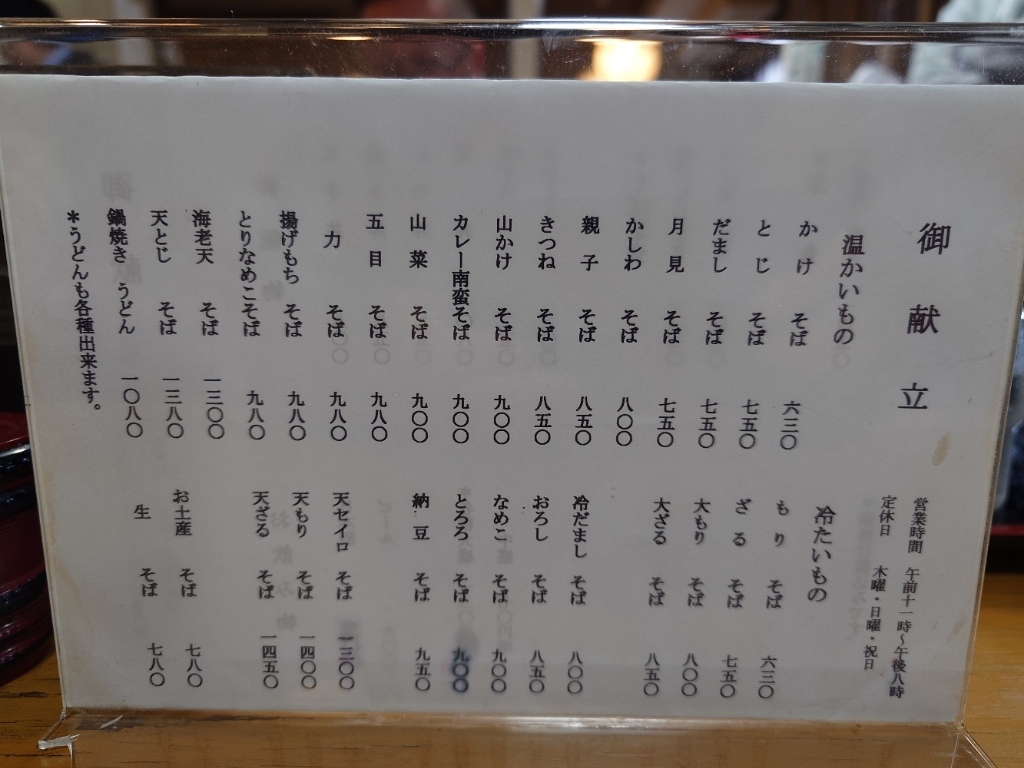 御献立
営業時間 午前十一時～午後八時
定休日 木曜・日曜・祝日
温かいもの
かけ そば 六三〇
とじ そば 七五〇
だまし そば 七五〇
月見 そば 七五〇
かしわ そば 八〇〇
親子 そば 八五〇
きつね そば 八五〇
山かけ そば 九〇〇
カレー南蛮そば 九〇〇
山菜 そば 九〇〇
五目 そば 九八〇
力 そば 九八〇
揚げもち そば 九八〇
とりなめこそば 九八〇
海老天 そば 一三〇〇
天とじ そば 一三八〇
鍋焼き うどん 一〇八〇
＊うどんも各種出来ます。
冷たいもの
もり そば 六三〇
ざる そば 七五〇
大もり そば 八〇〇
大ざる そば 八五〇
冷だまし そば 八〇〇
おろし そば 八五〇
なめこ そば 九〇〇
とろろ そば 九〇〇
納豆 そば 九五〇
天セイロ そば 一三〇〇
天もり そば 一四〇〇
天ざる そば 一四五〇
お土産 そば 七八〇
生 そば 七八〇